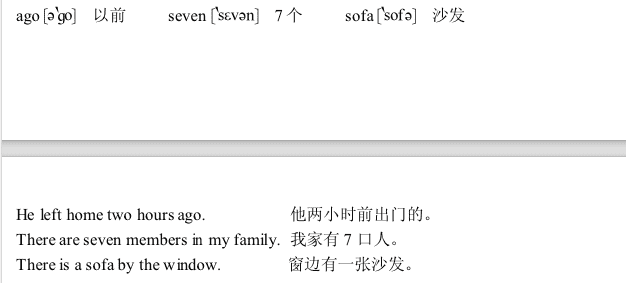 ago [ə'ɡo] 以前 seven ['sɛvən] 7 个 sofa ['sofə] 沙发
He left home two hours ago. 他两小时前出门的。
There are seven members in my family. 我家有 7 口人。
There is a sofa by the window. 窗边有一张沙发。